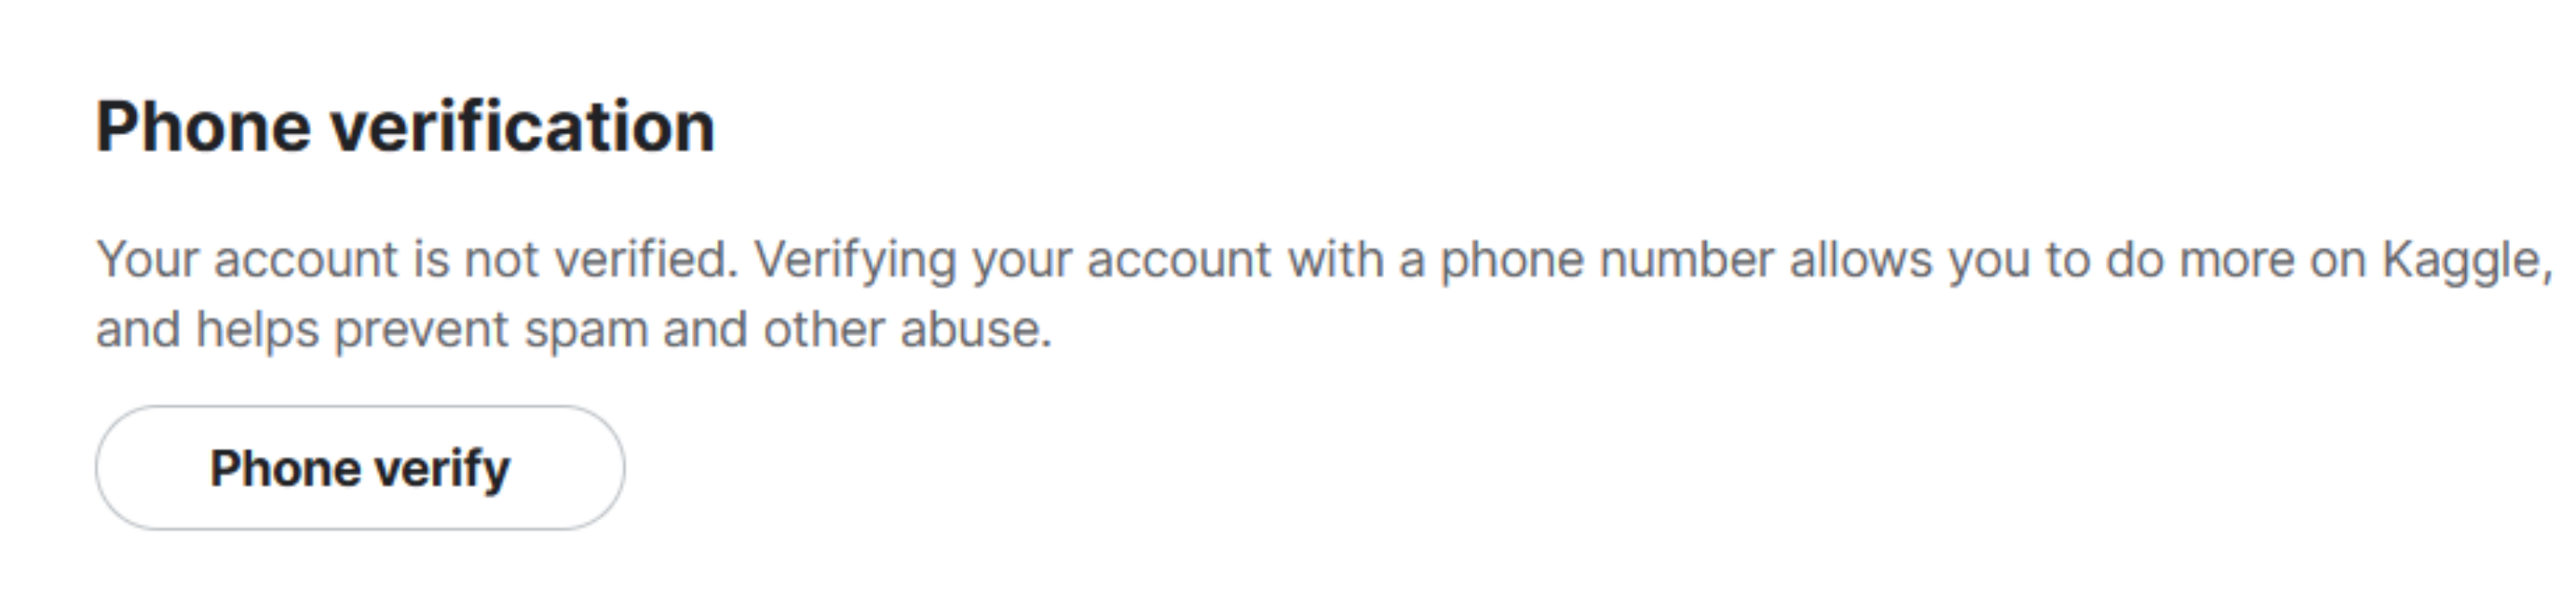 Phone verification
Your account is not verified. Verifying your account with a phone number allows you to do more on Kaggle,
and helps prevent spam and other abuse.
Phone verify